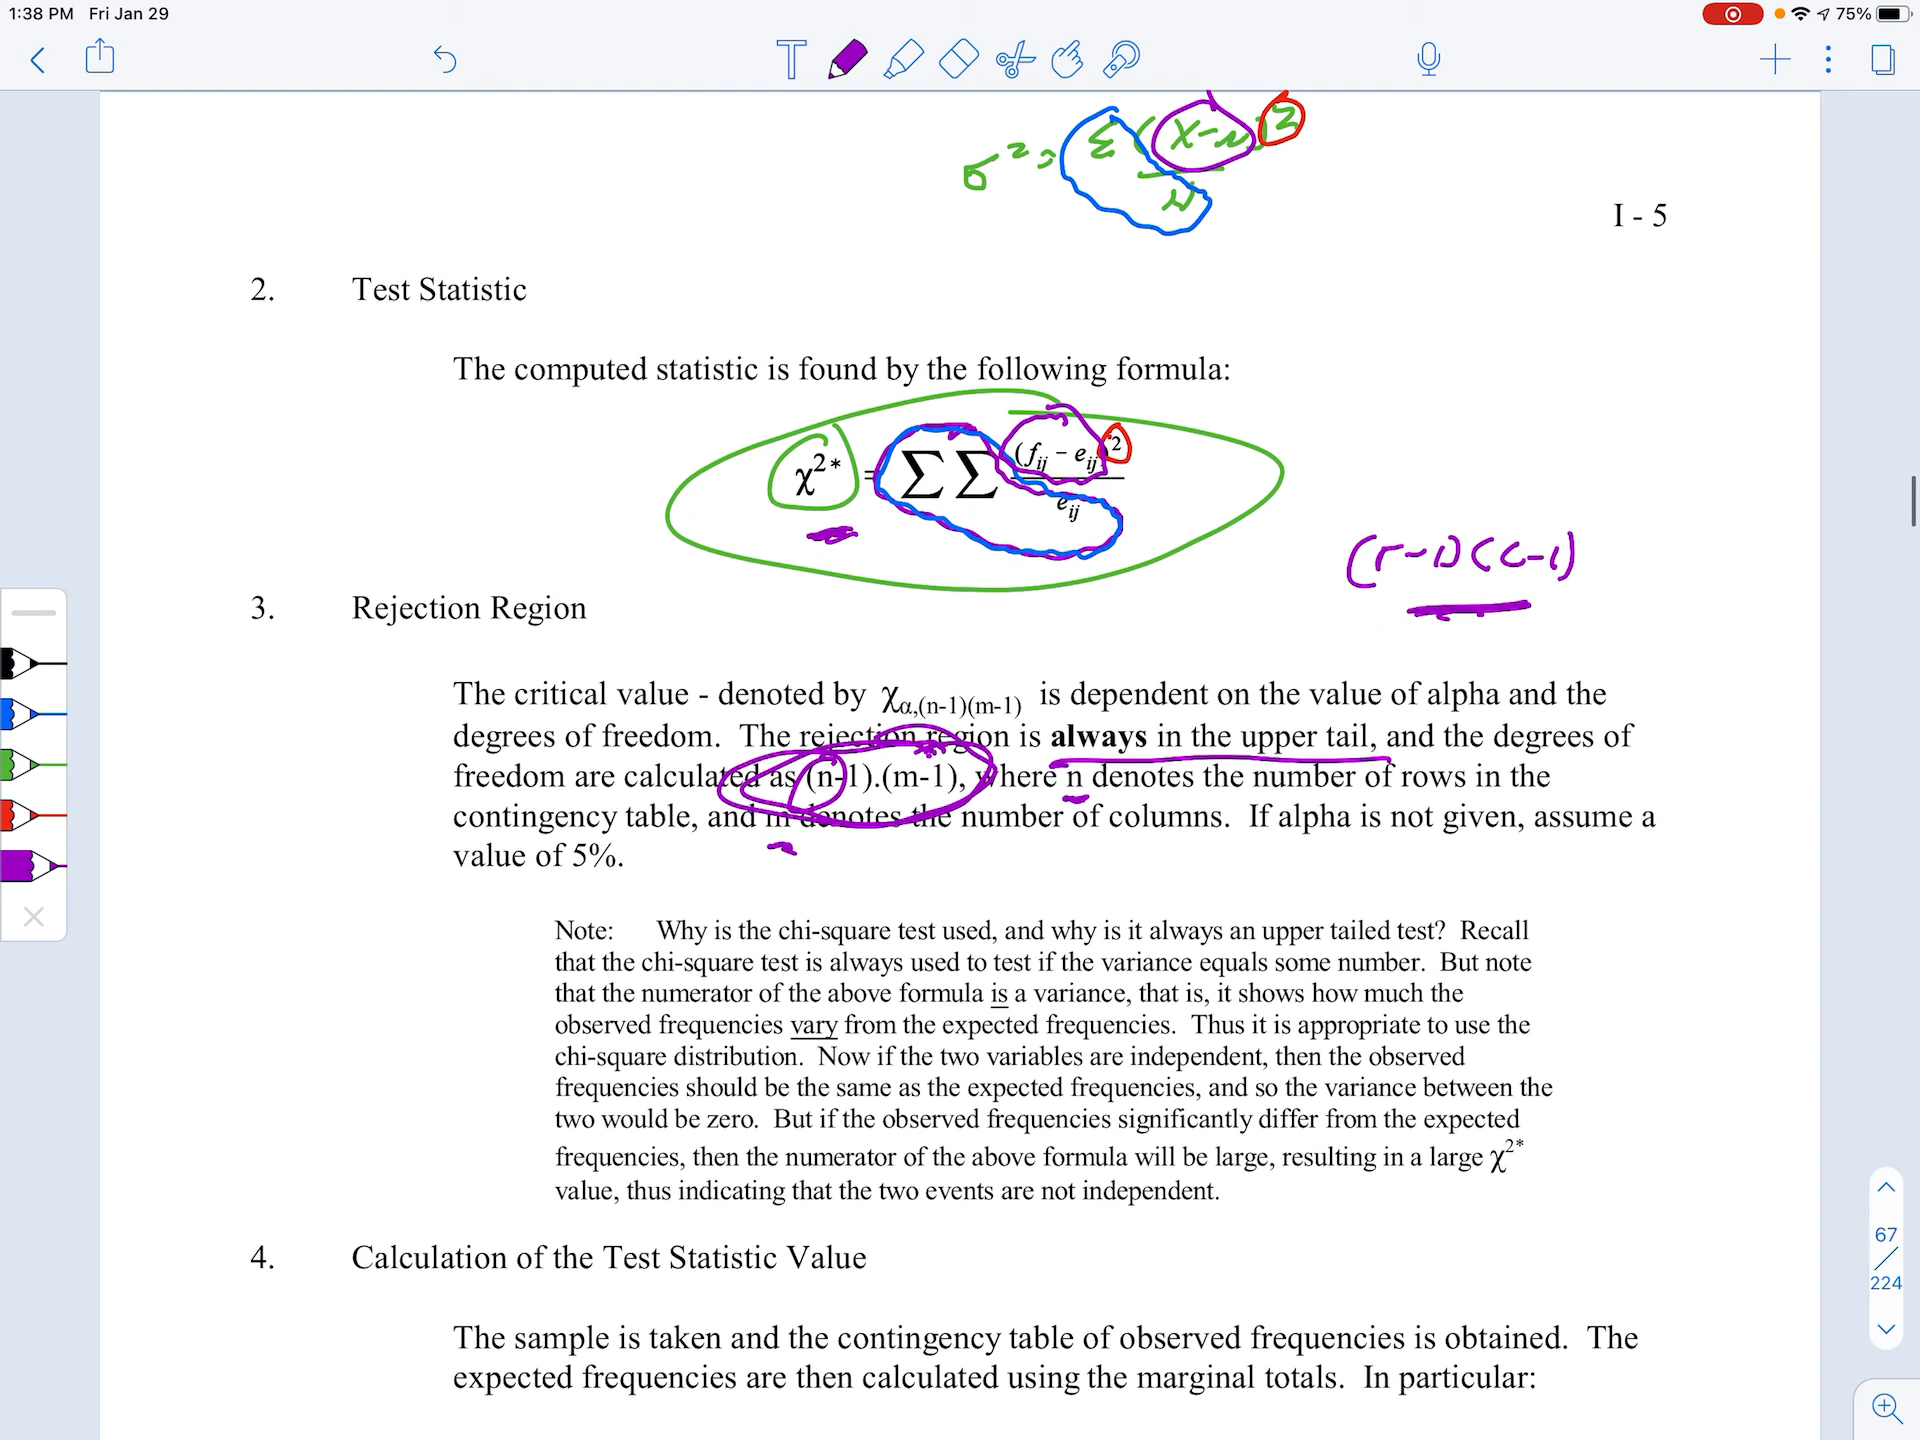 1:38 PM Fri Jan 29
75%
σ² = Σ(x-μ)²
N
I - 5
2. Test Statistic
The computed statistic is found by the following formula:
χ²* = ΣΣ (fij - eij)²
eij
(r-1)(c-1)
3. Rejection Region
The critical value - denoted by χα,(n-1)(m-1) is dependent on the value of alpha and the
degrees of freedom. The rejection region is always in the upper tail, and the degrees of
freedom are calculated as (n-1).(m-1), where n denotes the number of rows in the
contingency table, and m denotes the number of columns. If alpha is not given, assume a
value of 5%.
Note: Why is the chi-square test used, and why is it always an upper tailed test? Recall
that the chi-square test is always used to test if the variance equals some number. But note
that the numerator of the above formula is a variance, that is, it shows how much the
observed frequencies vary from the expected frequencies. Thus it is appropriate to use the
chi-square distribution. Now if the two variables are independent, then the observed
frequencies should be the same as the expected frequencies, and so the variance between the
two would be zero. But if the observed frequencies significantly differ from the expected
frequencies, then the numerator of the above formula will be large, resulting in a large χ²*
value, thus indicating that the two events are not independent.
67
/
224
4. Calculation of the Test Statistic Value
The sample is taken and the contingency table of observed frequencies is obtained. The
expected frequencies are then calculated using the marginal totals. In particular: